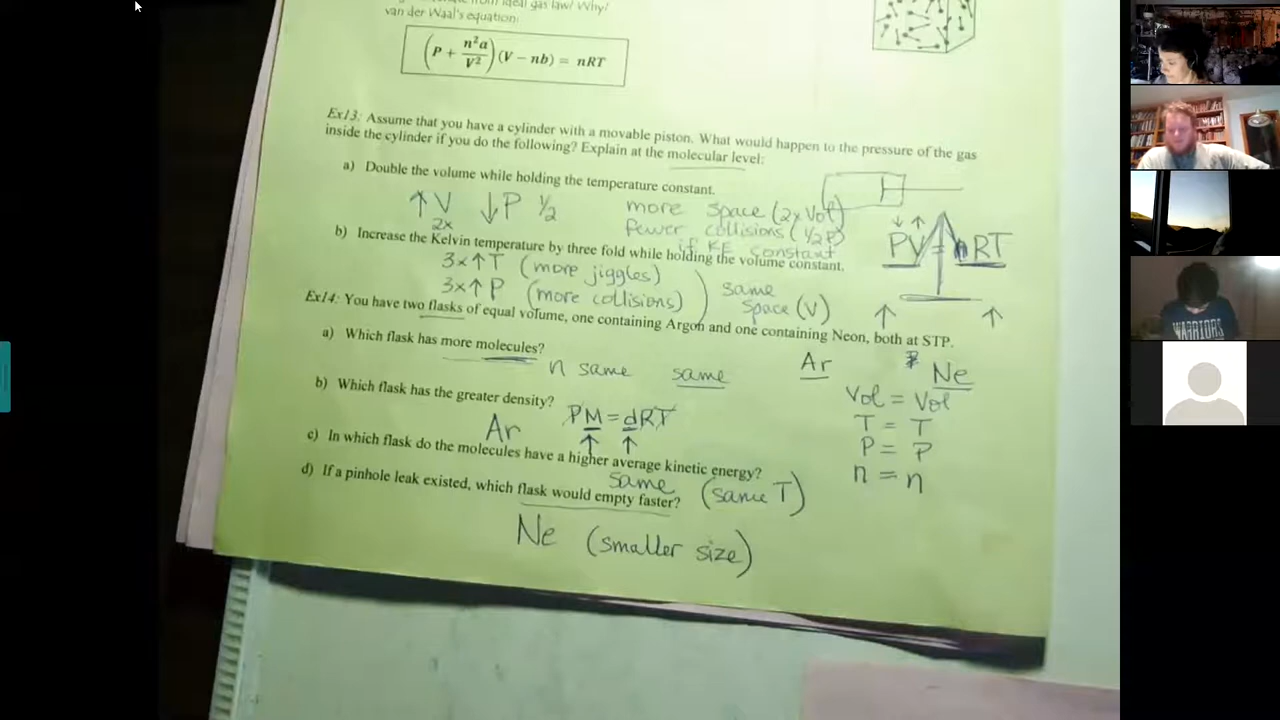 from ideal gas law? Why?
van der Waal's equation:
(P + n²a/V²)(V − nb) = nRT
Ex13: Assume that you have a cylinder with a movable piston. What would happen to the pressure of the gas
inside the cylinder if you do the following? Explain at the molecular level:
a) Double the volume while holding the temperature constant.
↑V ↓P ½
2x
more space (2x Vol)
fewer collisions (½P)
if KE constant
↓ ↑
PV = nRT
↑ ↑
b) Increase the Kelvin temperature by three fold while holding the volume constant.
3x↑T (more jiggles)
3x↑P (more collisions)
) same
space (V)
Ex14: You have two flasks of equal volume, one containing Argon and one containing Neon, both at STP.
a) Which flask has more molecules?
n same same
Ar Ne
Vol = Vol
T = T
P = P
n = n
b) Which flask has the greater density?
Ar PM = dRT
↑ ↑
c) In which flask do the molecules have a higher average kinetic energy?
same (same T)
d) If a pinhole leak existed, which flask would empty faster?
Ne (smaller size)
WARRIORS